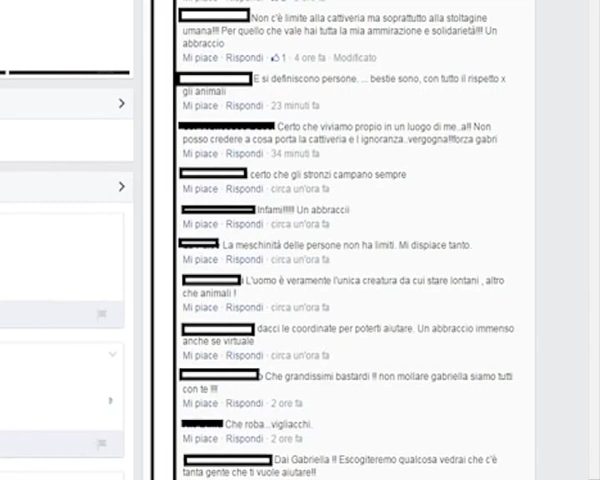 Non c'è limite alla cattiveria ma soprattutto alla stoltagine
umana!!! Per quello che vale hai tutta la mia ammirazione e solidarietà!!! Un
abbraccio
Mi piace · Rispondi · 1 · 4 ore fa · Modificato
E si definiscono persone. ... bestie sono, con tutto il rispetto x
gli animali
Mi piace · Rispondi · 23 minuti fa
Certo che viviamo propio in un luogo di me..a!! Non
posso credere a cosa porta la cattiveria e l ignoranza..vergogna!!!forza gabri
Mi piace · Rispondi · 34 minuti fa
certo che gli stronzi campano sempre
Mi piace · Rispondi · circa un'ora fa
Infami!!!!! Un abbraccii
Mi piace · Rispondi · circa un'ora fa
La meschinità delle persone non ha limiti. Mi dispiace tanto.
Mi piace · Rispondi · circa un'ora fa
L'uomo è veramente l'unica creatura da cui stare lontani , altro
che animali !
Mi piace · Rispondi · circa un'ora fa
dacci le coordinate per poterti aiutare. Un abbraccio immenso
anche se virtuale
Mi piace · Rispondi · circa un'ora fa
Che grandissimi bastardi !! non mollare gabriella siamo tutti
con te !!!
Mi piace · Rispondi · 2 ore fa
Che roba...vigliacchi.
Mi piace · Rispondi · 2 ore fa
Dai Gabriella !! Escogiteremo qualcosa vedrai che c'è
tanta gente che ti vuole aiutare!!